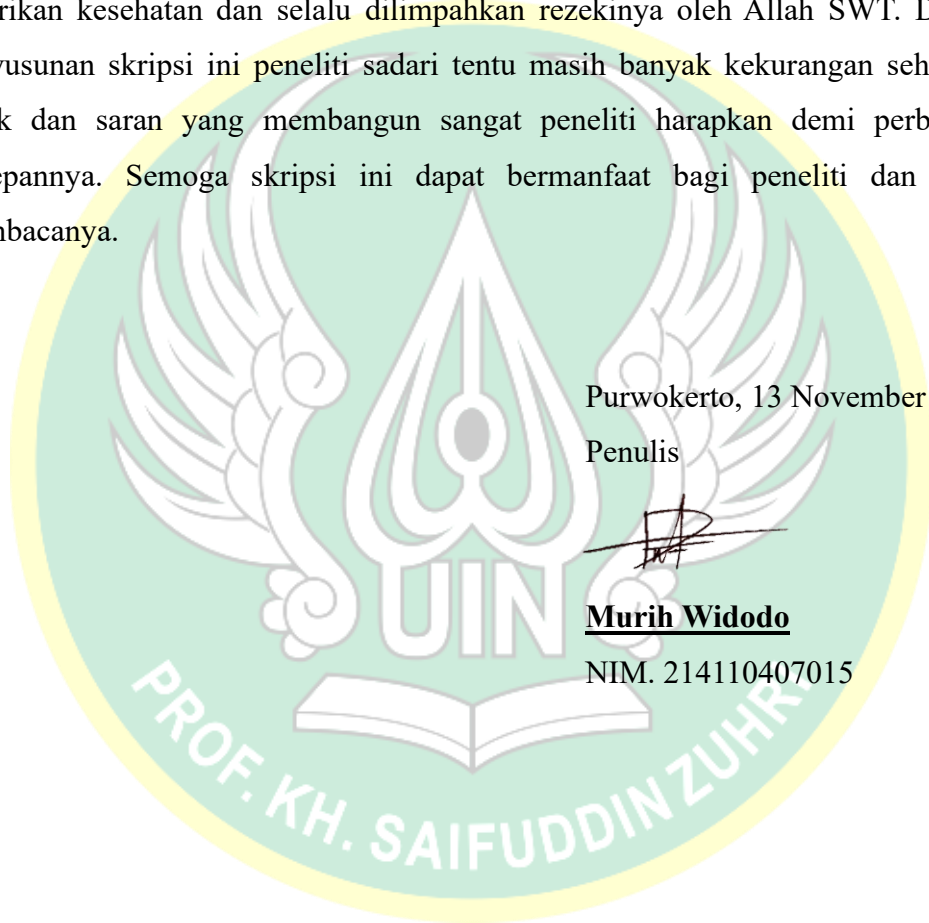 rikan kesehatan dan selalu dilimpahkan rezekinya oleh Allah SWT. D
yusunan skripsi ini peneliti sadari tentu masih banyak kekurangan seh
k dan saran yang membangun sangat peneliti harapkan demi perb
epannya. Semoga skripsi ini dapat bermanfaat bagi peneliti dan
nbacanya.
Purwokerto, 13 November
Penulis
Murih Widodo
NIM. 214110407015
UIN
PROF. KH. SAIFUDDIN ZUHRI